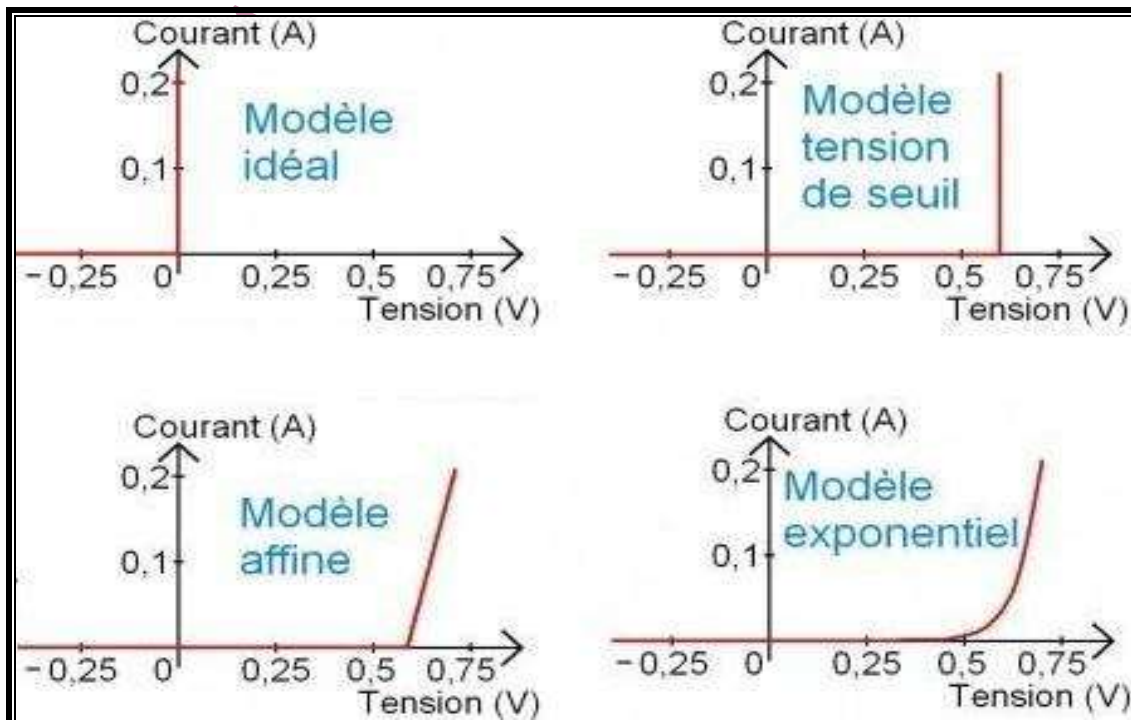 Courant (A)
0,2
0,1
Modèle
idéal
−0,25 0 0,25 0,5 0,75
Tension (V)
Courant (A)
0,2
0,1
Modèle
tension
de seuil
−0,25 0 0,25 0,5 0,75
Tension (V)
Courant (A)
0,2
0,1
Modèle
affine
−0,25 0 0,25 0,5 0,75
Tension (V)
Courant (A)
0,2
0,1
Modèle
exponentiel
−0,25 0 0,25 0,5 0,75
Tension (V)